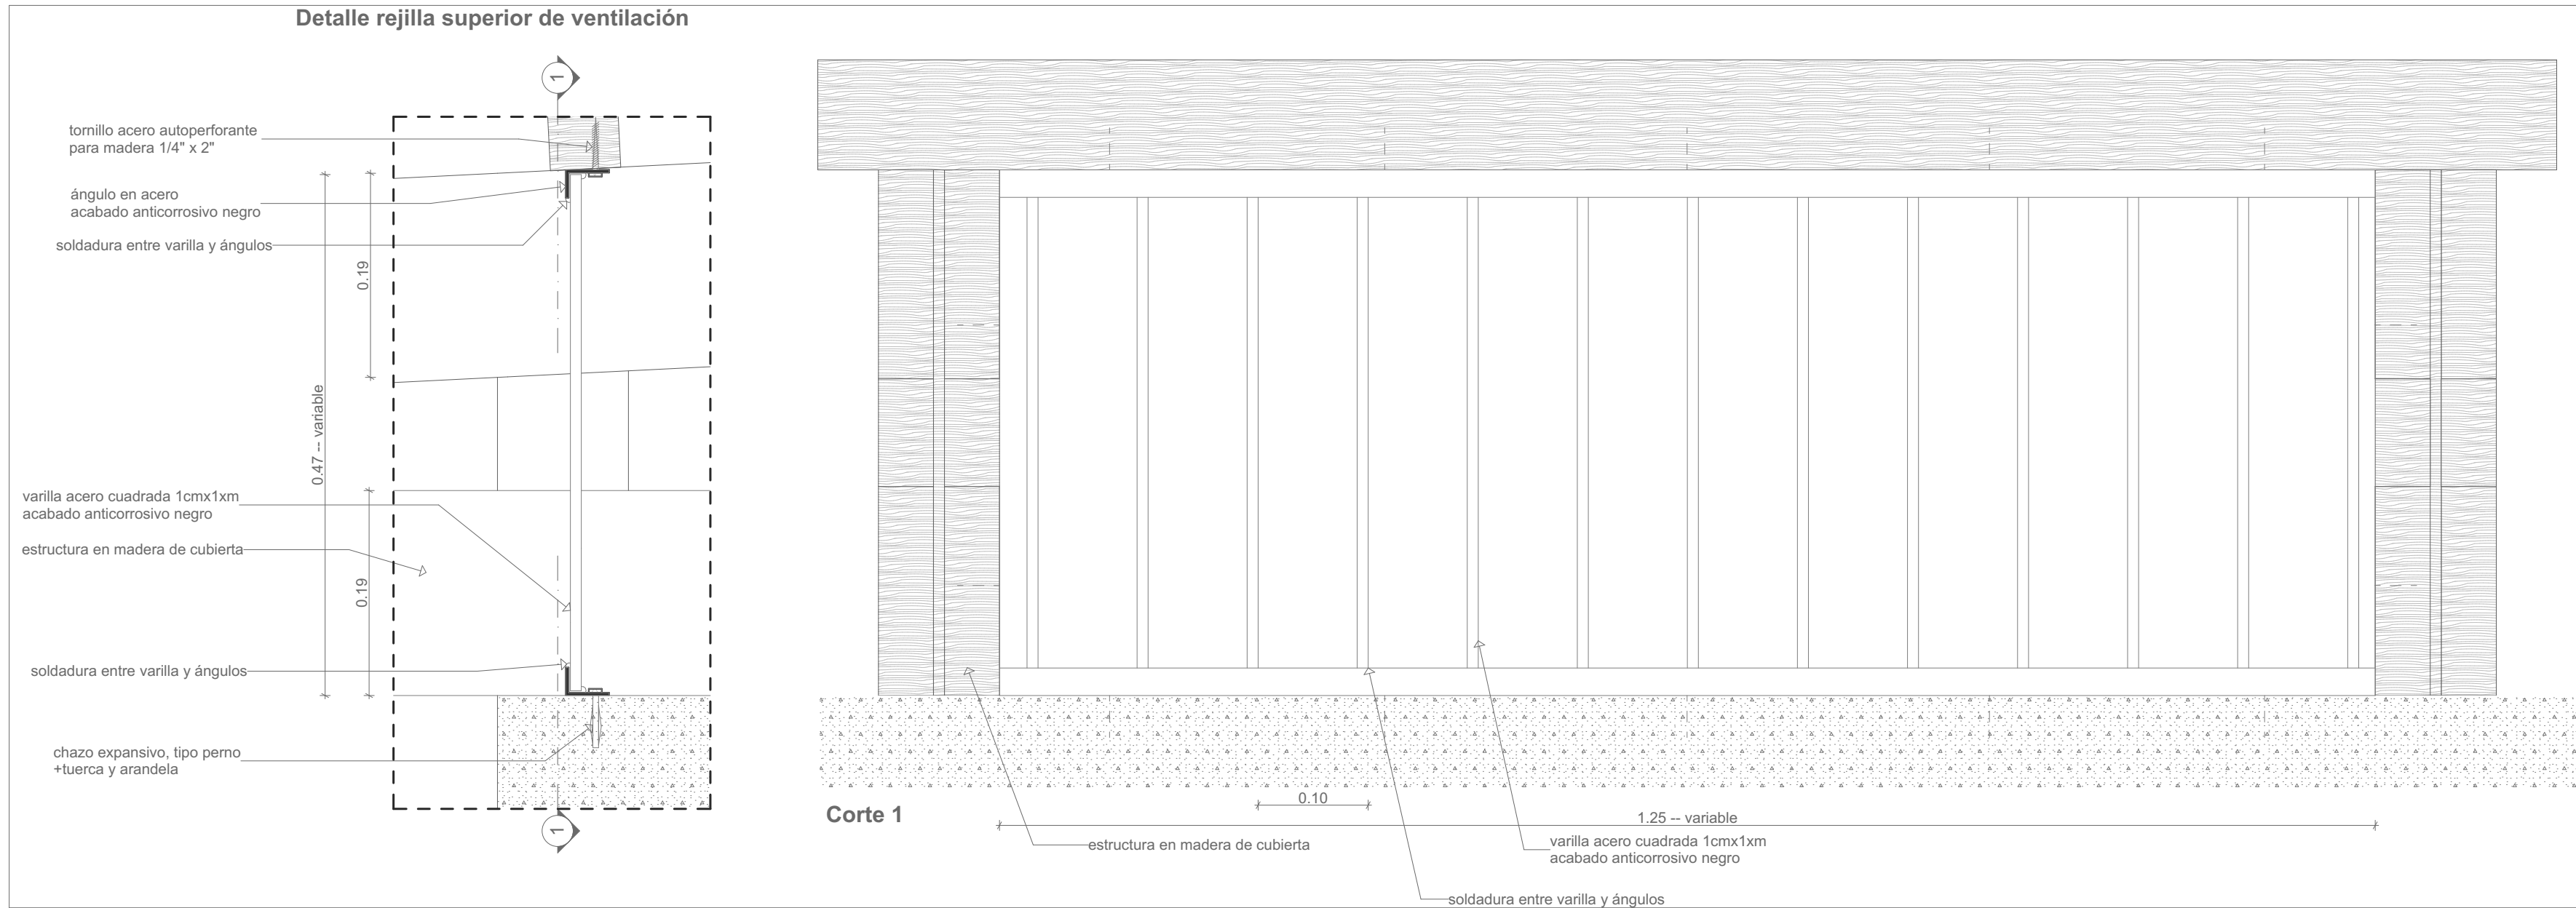 Detalle rejilla superior de ventilación
1
tornillo acero autoperforante
para madera 1/4" x 2"
ángulo en acero
acabado anticorrosivo negro
soldadura entre varilla y ángulos
0.19
0.47 -- variable
varilla acero cuadrada 1cmx1xm
acabado anticorrosivo negro
estructura en madera de cubierta
0.19
soldadura entre varilla y ángulos
chazo expansivo, tipo perno
+tuerca y arandela
1
Corte 1
0.10
1.25 -- variable
estructura en madera de cubierta
varilla acero cuadrada 1cmx1xm
acabado anticorrosivo negro
soldadura entre varilla y ángulos